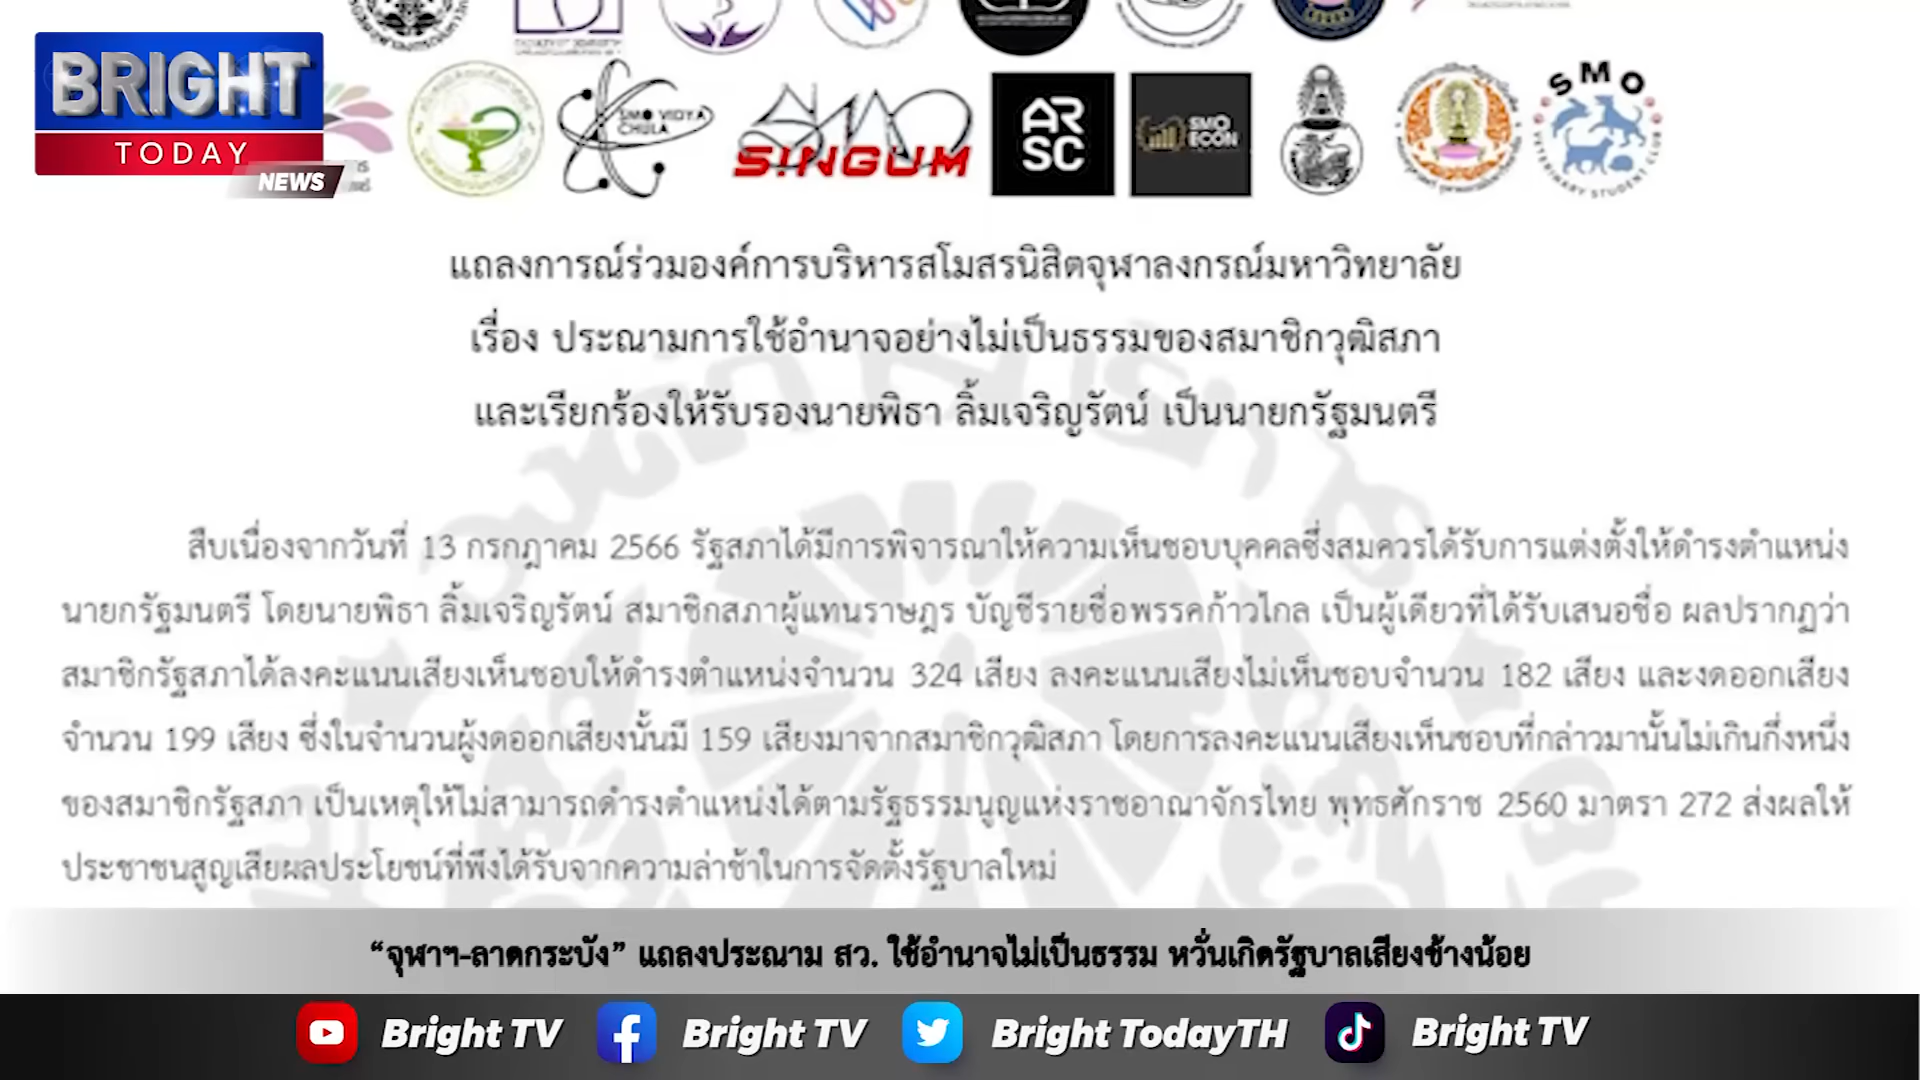 BRIGHT
TODAY
NEWS
SMO VIDYA
CHULA
SMO
SINGUM
AR
SC
SMO
ECON
SMO
VETERINARY STUDENT CLUB
แถลงการณ์ร่วมองค์การบริหารสโมสรนิสิตจุฬาลงกรณ์มหาวิทยาลัย
เรื่อง ประณามการใช้อำนาจอย่างไม่เป็นธรรมของสมาชิกวุฒิสภา
และเรียกร้องให้รับรองนายพิธา ลิ้มเจริญรัตน์ เป็นนายกรัฐมนตรี
สืบเนื่องจากวันที่ 13 กรกฎาคม 2566 รัฐสภาได้มีการพิจารณาให้ความเห็นชอบบุคคลซึ่งสมควรได้รับการแต่งตั้งให้ดำรงตำแหน่ง
นายกรัฐมนตรี โดยนายพิธา ลิ้มเจริญรัตน์ สมาชิกสภาผู้แทนราษฎร บัญชีรายชื่อพรรคก้าวไกล เป็นผู้เดียวที่ได้รับเสนอชื่อ ผลปรากฏว่า
สมาชิกรัฐสภาได้ลงคะแนนเสียงเห็นชอบให้ดำรงตำแหน่งจำนวน 324 เสียง ลงคะแนนเสียงไม่เห็นชอบจำนวน 182 เสียง และงดออกเสียง
จำนวน 199 เสียง ซึ่งในจำนวนผู้งดออกเสียงนั้นมี 159 เสียงมาจากสมาชิกวุฒิสภา โดยการลงคะแนนเสียงเห็นชอบที่กล่าวมานั้นไม่เกินกึ่งหนึ่ง
ของสมาชิกรัฐสภา เป็นเหตุให้ไม่สามารถดำรงตำแหน่งได้ตามรัฐธรรมนูญแห่งราชอาณาจักรไทย พุทธศักราช 2560 มาตรา 272 ส่งผลให้
ประชาชนสูญเสียผลประโยชน์ที่พึงได้รับจากความล่าช้าในการจัดตั้งรัฐบาลใหม่
“จุฬาฯ-ลาดกระบัง” แถลงประณาม สว. ใช้อำนาจไม่เป็นธรรม หวั่นเกิดรัฐบาลเสียงข้างน้อย
Bright TV Bright TV Bright TodayTH Bright TV